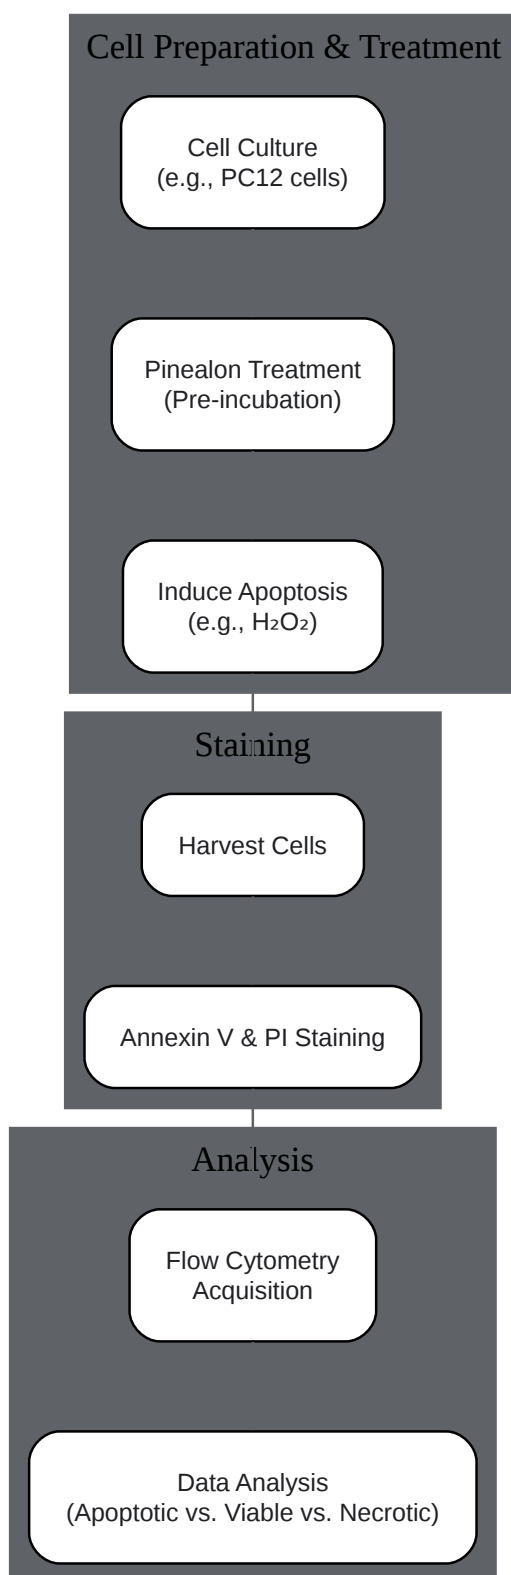 Cell Preparation & Treatment
Cell Culture
(e.g., PC12 cells)
Pinealon Treatment
(Pre-incubation)
Induce Apoptosis
(e.g., H₂O₂)
Staining
Harvest Cells
Annexin V & PI Staining
Analysis
Flow Cytometry
Acquisition
Data Analysis
(Apoptotic vs. Viable vs. Necrotic)